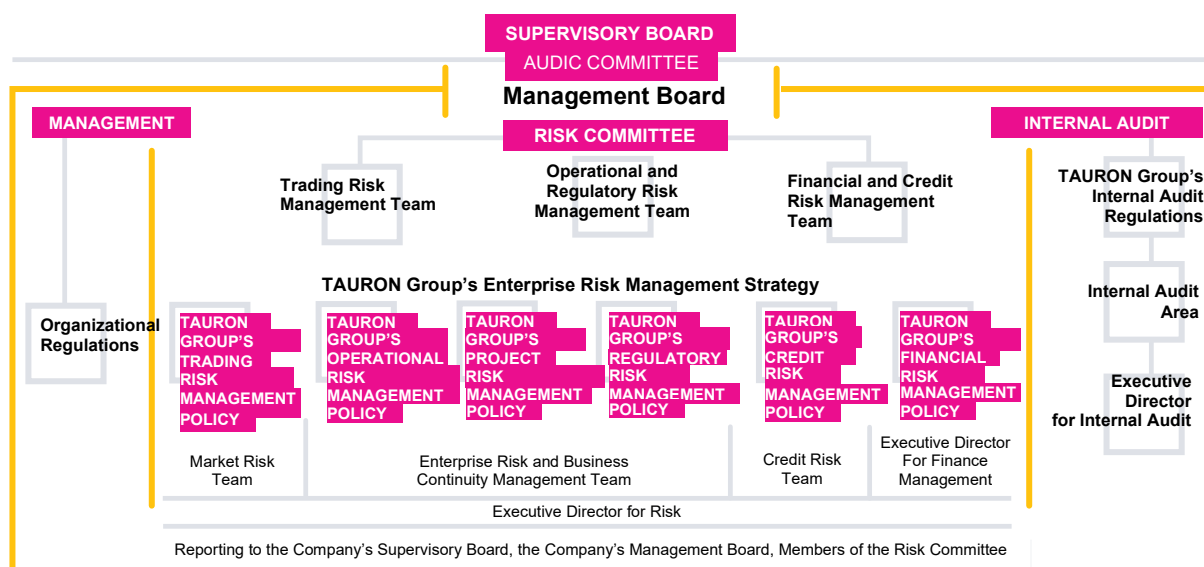 SUPERVISORY BOARD
AUDIC COMMITTEE
Management Board
MANAGEMENT
RISK COMMITTEE
INTERNAL AUDIT
Trading Risk
Management Team
Operational and
Regulatory Risk
Management Team
Financial and Credit
Risk Management
Team
TAURON Group's
Internal Audit
Regulations
TAURON Group's Enterprise Risk Management Strategy
Organizational
Regulations
TAURON
GROUP'S
TRADING
RISK
MANAGEMENT
POLICY
TAURON
GROUP'S
OPERATIONAL
RISK
MANAGEMENT
POLICY
TAURON
GROUP'S
PROJECT
RISK
MANAGEMENT
POLICY
TAURON
GROUP'S
REGULATORY
RISK
MANAGEMENT
POLICY
TAURON
GROUP'S
CREDIT
RISK
MANAGEMENT
POLICY
TAURON
GROUP'S
FINANCIAL
RISK
MANAGEMENT
POLICY
Internal Audit
Area
Executive
Director
for Internal Audit
Market Risk
Team
Enterprise Risk and Business
Continuity Management Team
Credit Risk
Team
Executive Director
For Finance
Management
Executive Director for Risk
Reporting to the Company's Supervisory Board, the Company's Management Board, Members of the Risk Committee